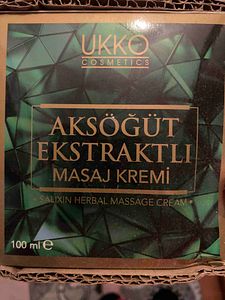 UKKO
COSMETICS
AKSÖĞÜT
EKSTRAKTLI
MASAJ KREMİ
• SALIXIN HERBAL MASSAGE CREAM •
100 ml ℮